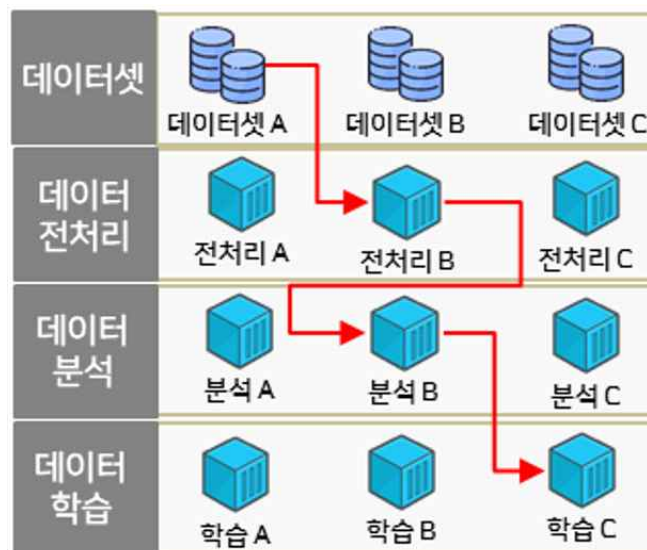 데이터셋
데이터셋 A
데이터셋 B
데이터셋 C
데이터
전처리
전처리 A
전처리 B
전처리 C
데이터
분석
분석 A
분석 B
분석 C
데이터
학습
학습 A
학습 B
학습 C